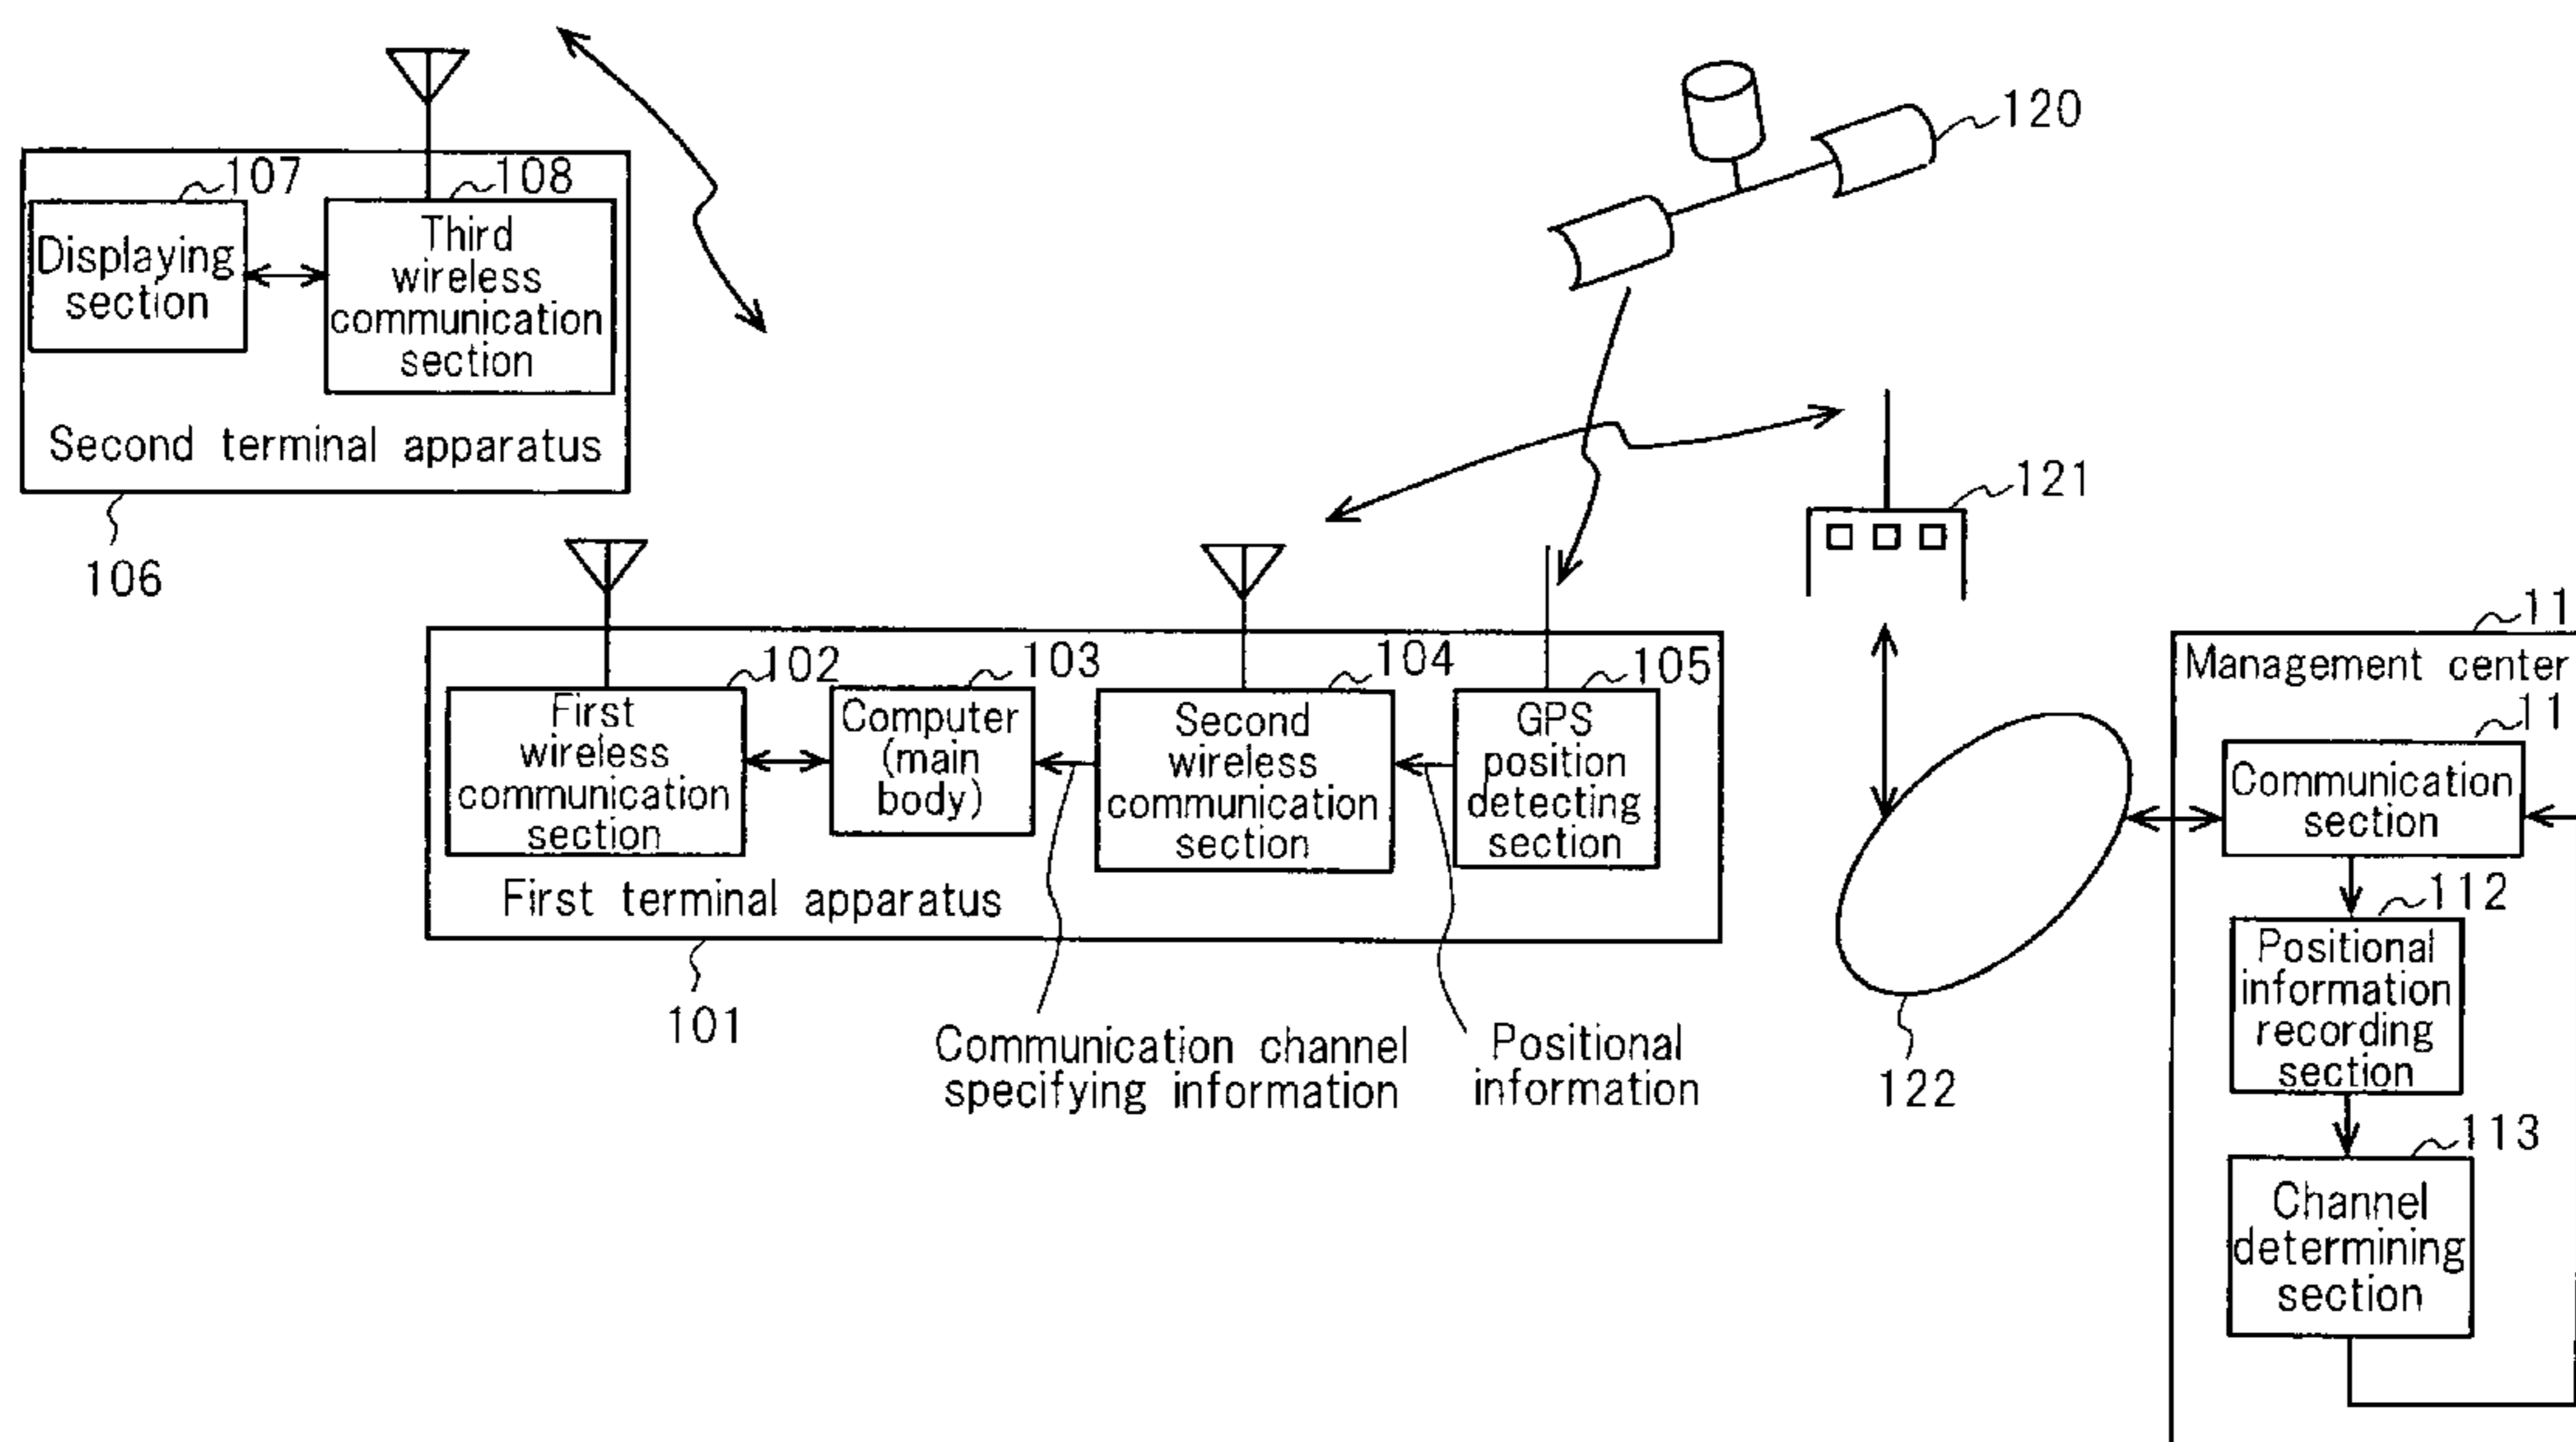 120
107
108
Displaying
section
Third
wireless
communication
section
Second terminal apparatus
106
121
11
Management center
102
103
104
105
First
wireless
communication
section
Computer
(main
body)
Second
wireless
communication
section
GPS
position
detecting
section
First terminal apparatus
101
Communication channel
specifying information
Positional
information
122
11
Communication
section
112
Positional
information
recording
section
113
Channel
determining
section